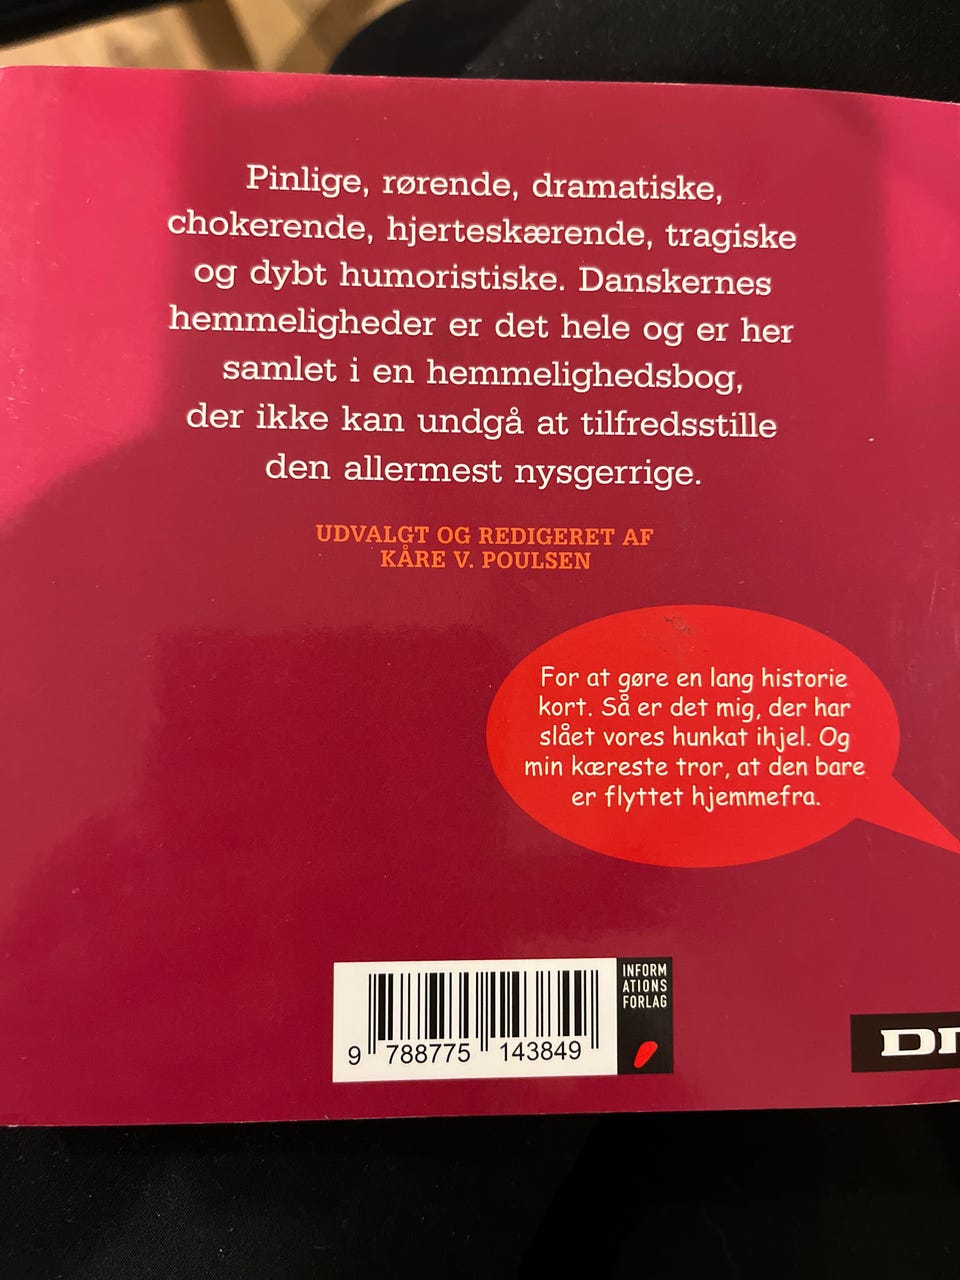 Pinlige, rørende, dramatiske,
chokerende, hjerteskærende, tragiske
og dybt humoristiske. Danskernes
hemmeligheder er det hele og er her
samlet i en hemmelighedsbog,
der ikke kan undgå at tilfredsstille
den allermest nysgerrige.
UDVALGT OG REDIGERET AF
KÅRE V. POULSEN
For at gøre en lang historie
kort. Så er det mig, der har
slået vores hunkat ihjel. Og
min kæreste tror, at den bare
er flyttet hjemmefra.
INFORM
ATIONS
FORLAG
9 788775 143849